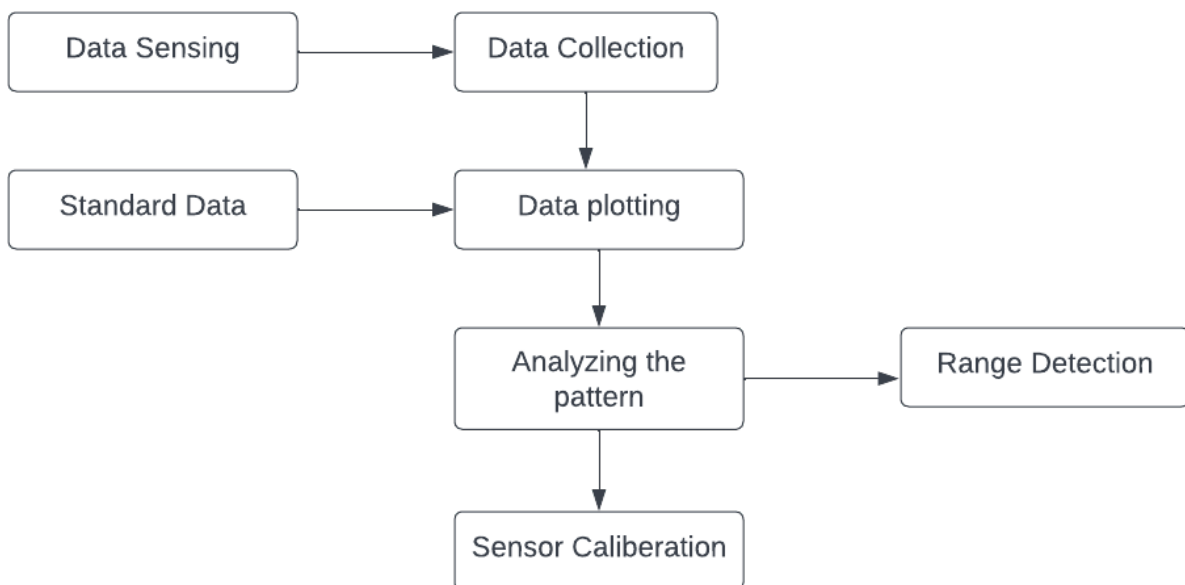 Data Sensing
Data Collection
Standard Data
Data plotting
Analyzing the
pattern
Range Detection
Sensor Caliberation